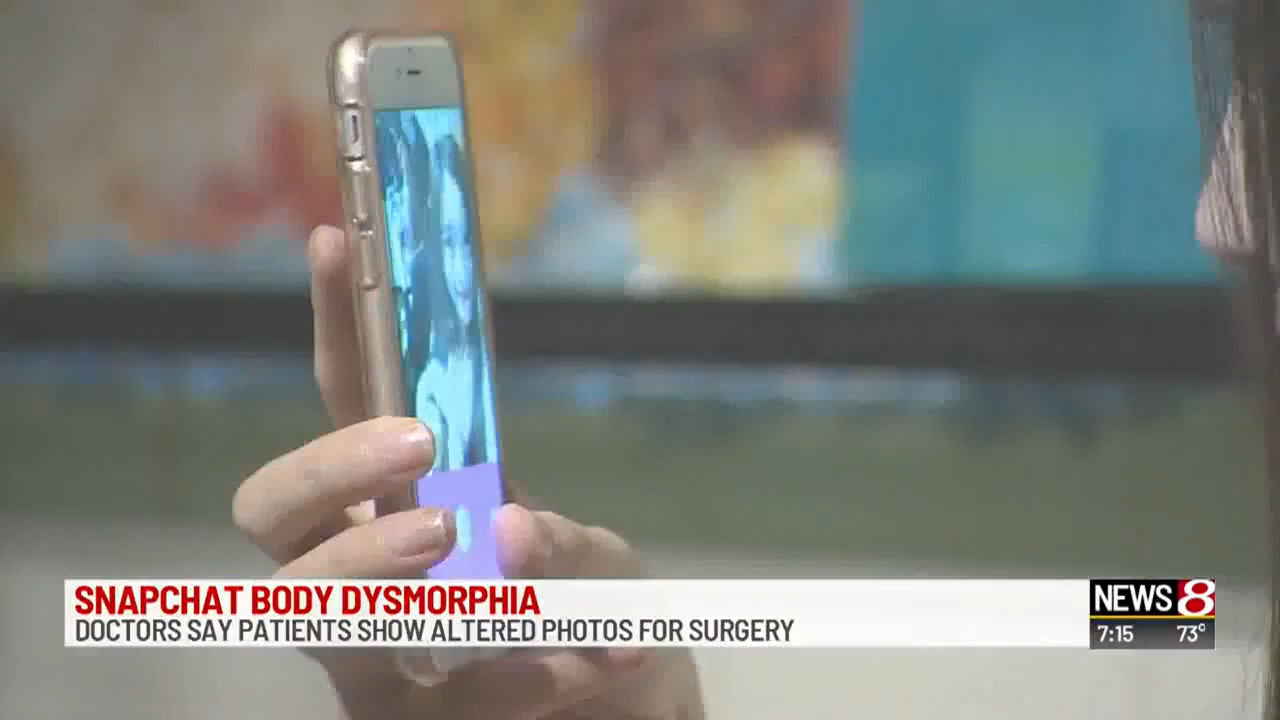 SNAPCHAT BODY DYSMORPHIA
DOCTORS SAY PATIENTS SHOW ALTERED PHOTOS FOR SURGERY
NEWS 8
7:15 73°